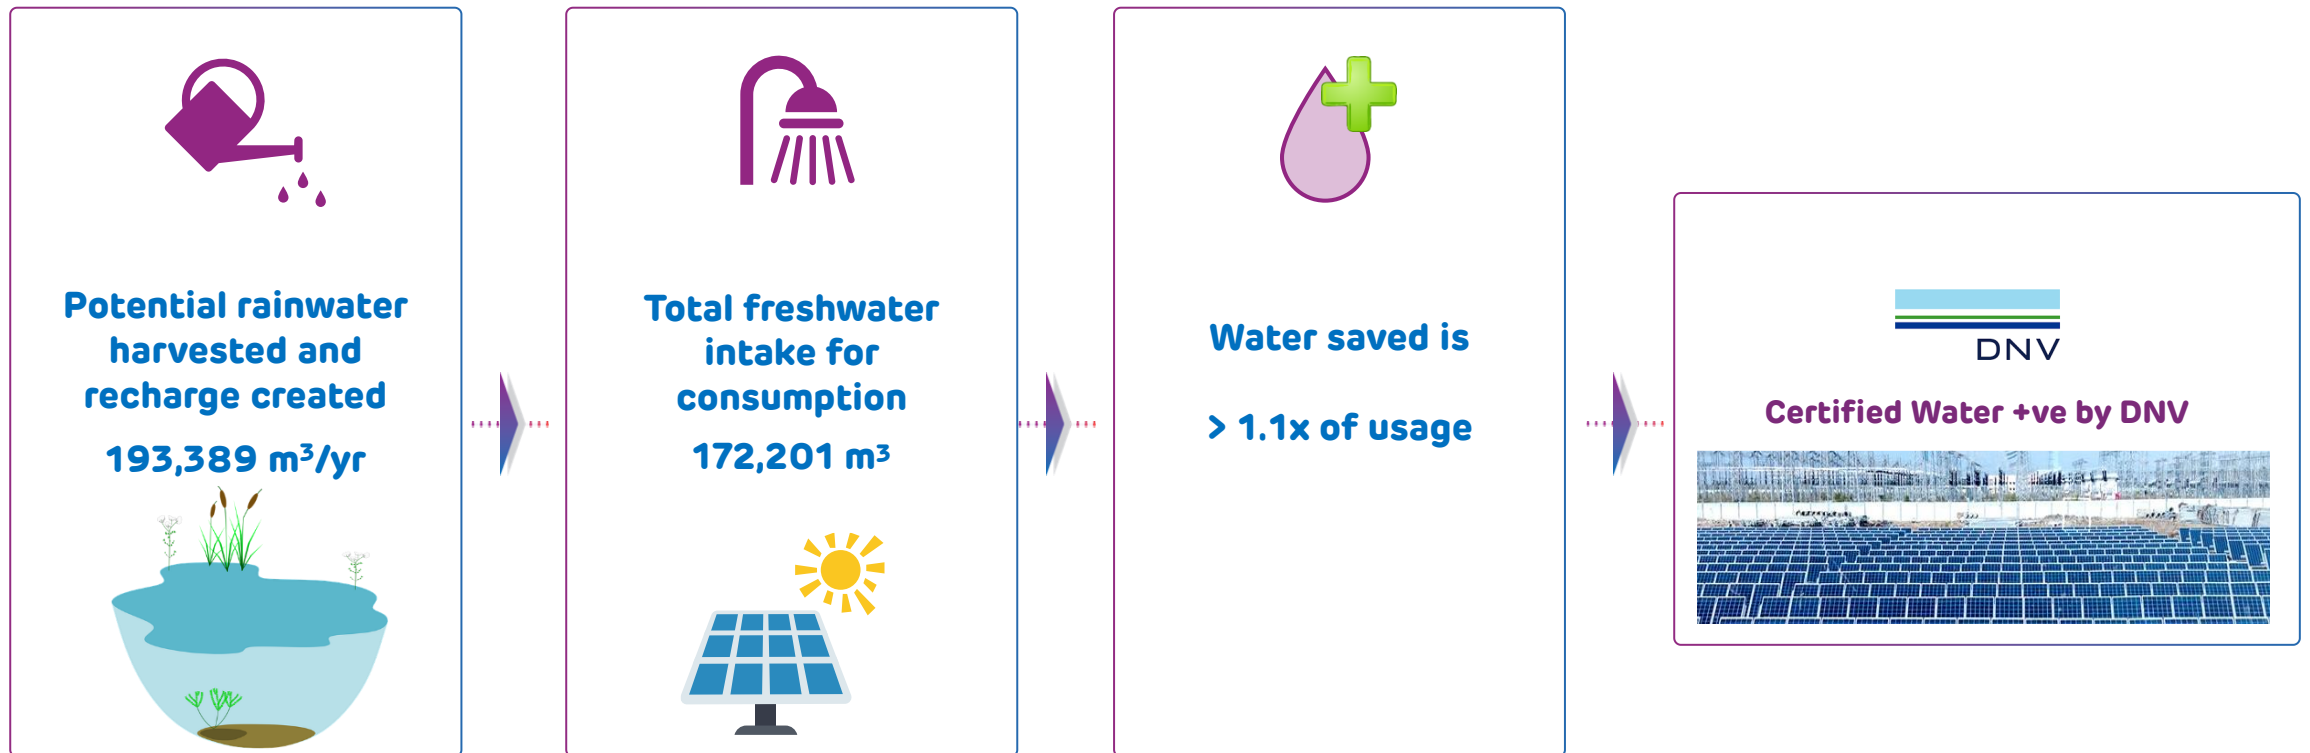 Potential rainwater
harvested and
recharge created
193,389 m³/yr
Total freshwater
intake for
consumption
172,201 m³
Water saved is
> 1.1x of usage
DNV
Certified Water +ve by DNV